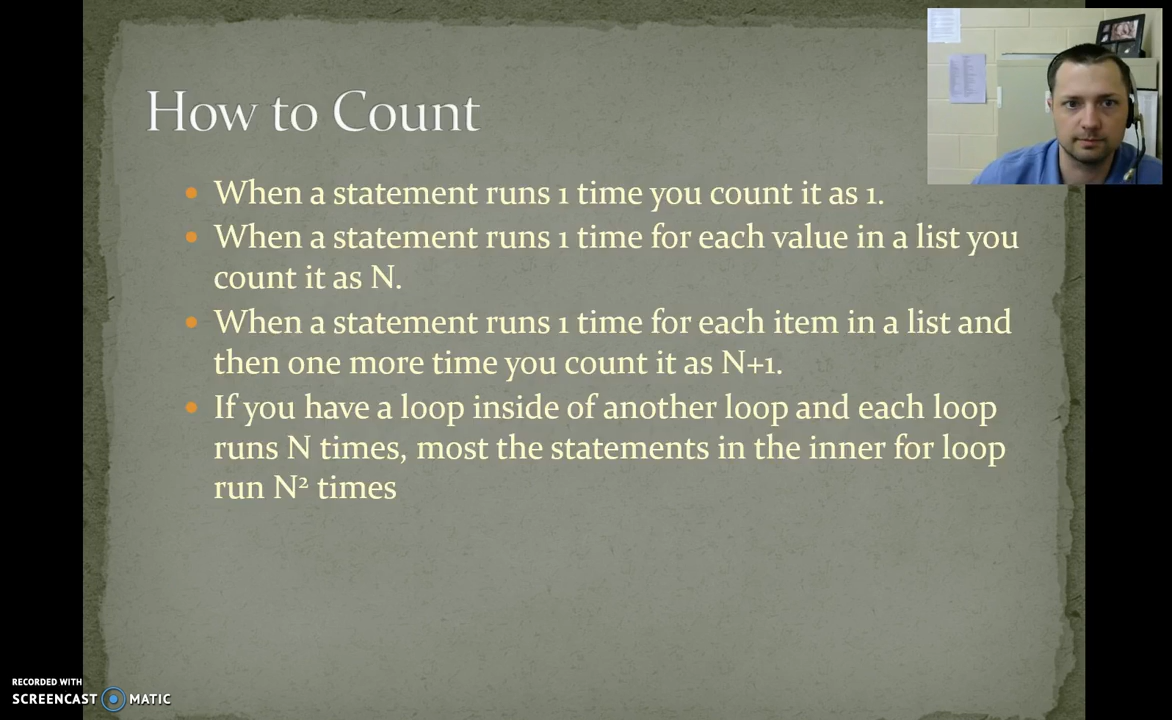 How to Count
• When a statement runs 1 time you count it as 1.
• When a statement runs 1 time for each value in a list you
count it as N.
• When a statement runs 1 time for each item in a list and
then one more time you count it as N+1.
• If you have a loop inside of another loop and each loop
runs N times, most the statements in the inner for loop
run N² times
RECORDED WITH
SCREENCAST MATIC